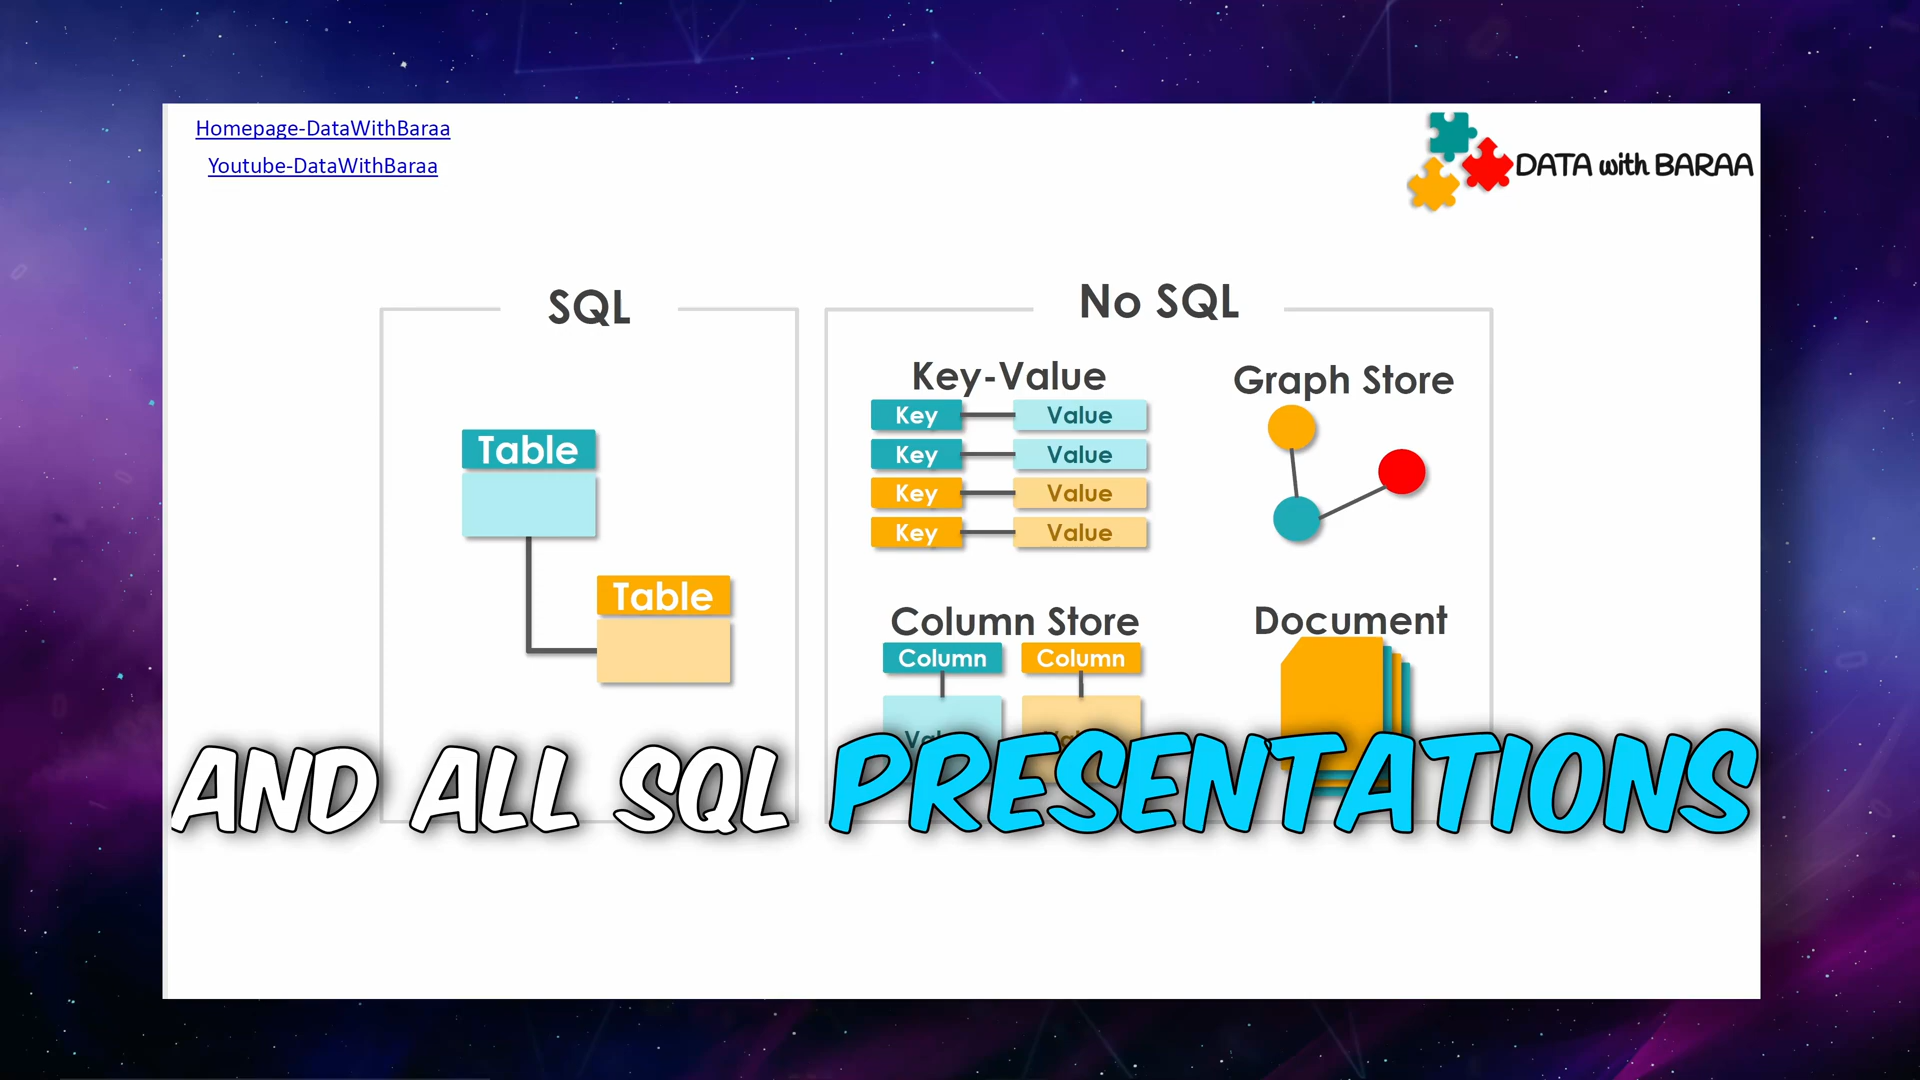 Homepage-DataWithBaraa
Youtube-DataWithBaraa
DATA with BARAA
SQL
Table
Table
No SQL
Key-Value
Key Value
Key Value
Key Value
Key Value
Graph Store
Column Store
Column Column
Document
AND ALL SQL PRESENTATIONS